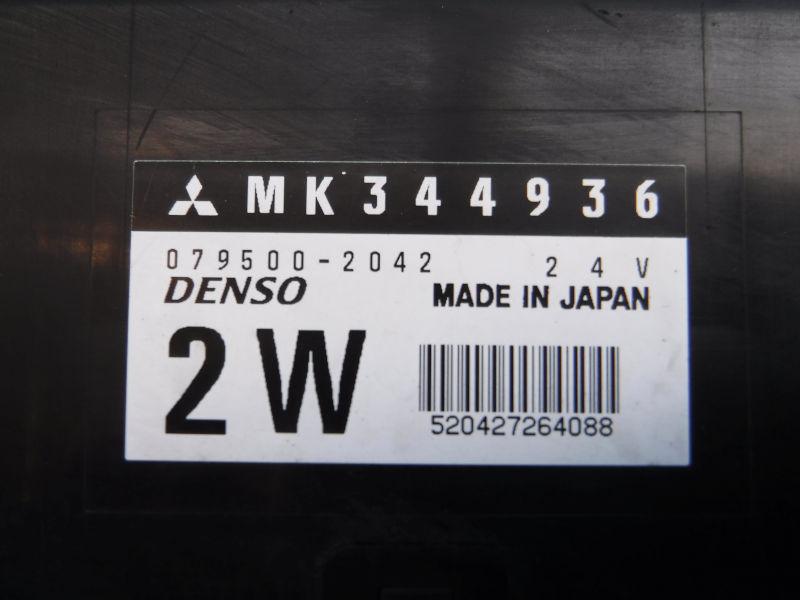 MK344936
079500-2042 24V
DENSO MADE IN JAPAN
2W
520427264088